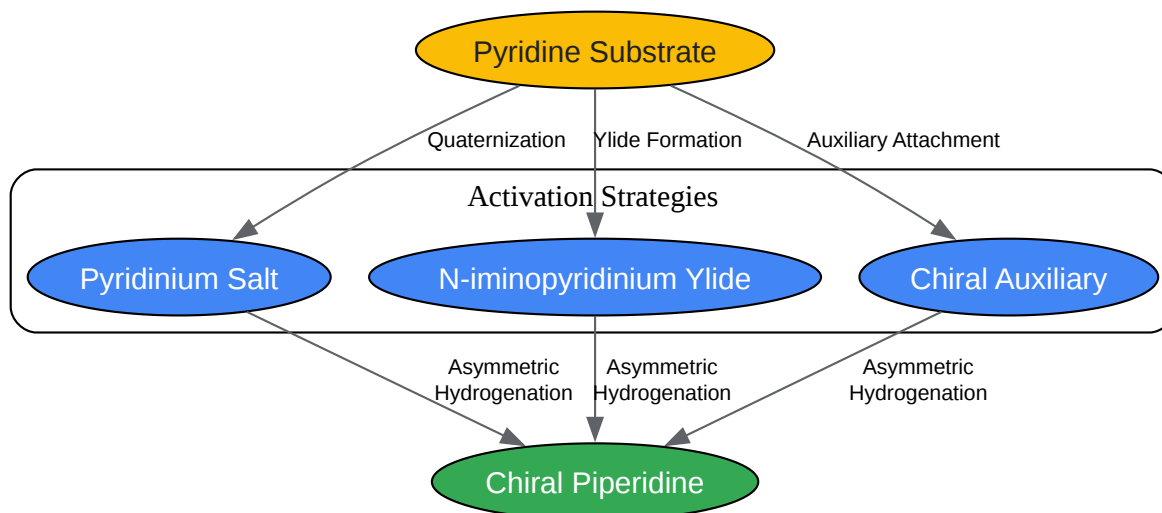 Pyridine Substrate
Quaternization
Ylide Formation
Auxiliary Attachment
Activation Strategies
Pyridinium Salt
N-iminopyridinium Ylide
Chiral Auxiliary
Asymmetric
Hydrogenation
Asymmetric
Hydrogenation
Asymmetric
Hydrogenation
Chiral Piperidine